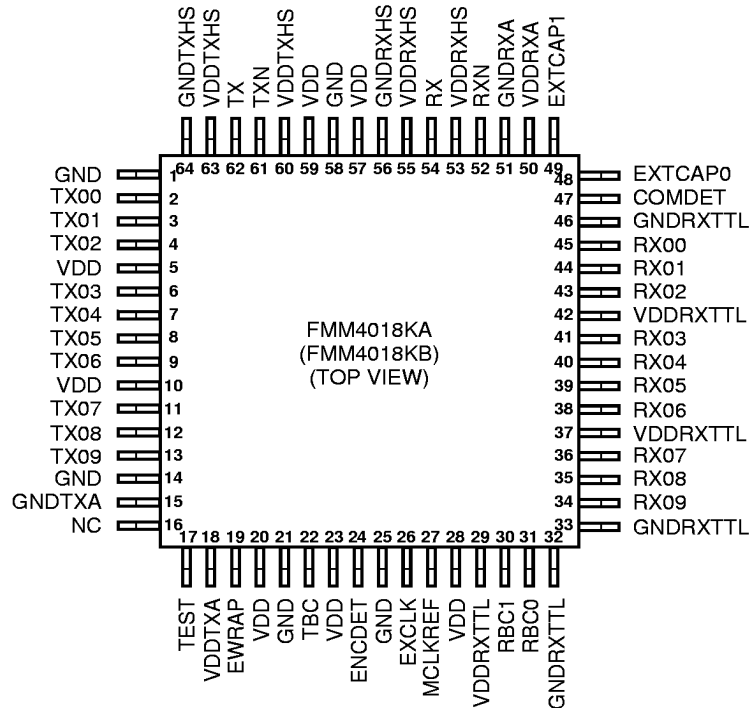 GNDTXHS VDDTXHS TX TXN VDDTXHS VDD GND VDD GNDRXHS VDDRXHS RX VDDRXHS RXN GNDRXA VDDRXA EXTCAP1
64 63 62 61 60 59 58 57 56 55 54 53 52 51 50 49
GND 1 48 EXTCAP0
TX00 2 47 COMDET
TX01 3 46 GNDRXTTL
TX02 4 45 RX00
VDD 5 44 RX01
TX03 6 43 RX02
TX04 7 42 VDDRXTTL
TX05 8 41 RX03
TX06 9 40 RX04
VDD 10 39 RX05
TX07 11 38 RX06
TX08 12 37 VDDRXTTL
TX09 13 36 RX07
GND 14 35 RX08
GNDTXA 15 34 RX09
NC 16 33 GNDRXTTL
FMM4018KA
(FMM4018KB)
(TOP VIEW)
17 18 19 20 21 22 23 24 25 26 27 28 29 30 31 32
TEST VDDTXA EWRAP VDD GND TBC VDD ENCDET GND EXCLK MCLKREF VDD VDDRXTTL RBC1 RBC0 GNDRXTTL